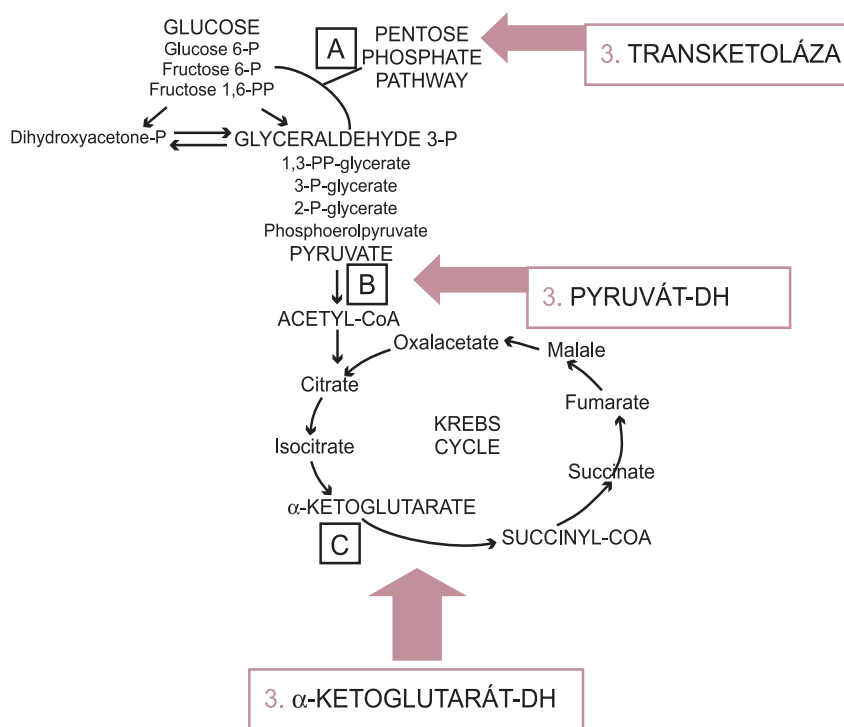 GLUCOSE
Glucose 6-P
Fructose 6-P
Fructose 1,6-PP
A
PENTOSE
PHOSPHATE
PATHWAY
3. TRANSKETOLÁZA
Dihydroxyacetone-P
GLYCERALDEHYDE 3-P
1,3-PP-glycerate
3-P-glycerate
2-P-glycerate
Phosphoerolpyruvate
PYRUVATE
B
3. PYRUVÁT-DH
ACETYL-CoA
Oxalacetate
Malale
Citrate
Fumarate
KREBS
CYCLE
Isocitrate
Succinate
α-KETOGLUTARATE
C
SUCCINYL-COA
3. α-KETOGLUTARÁT-DH